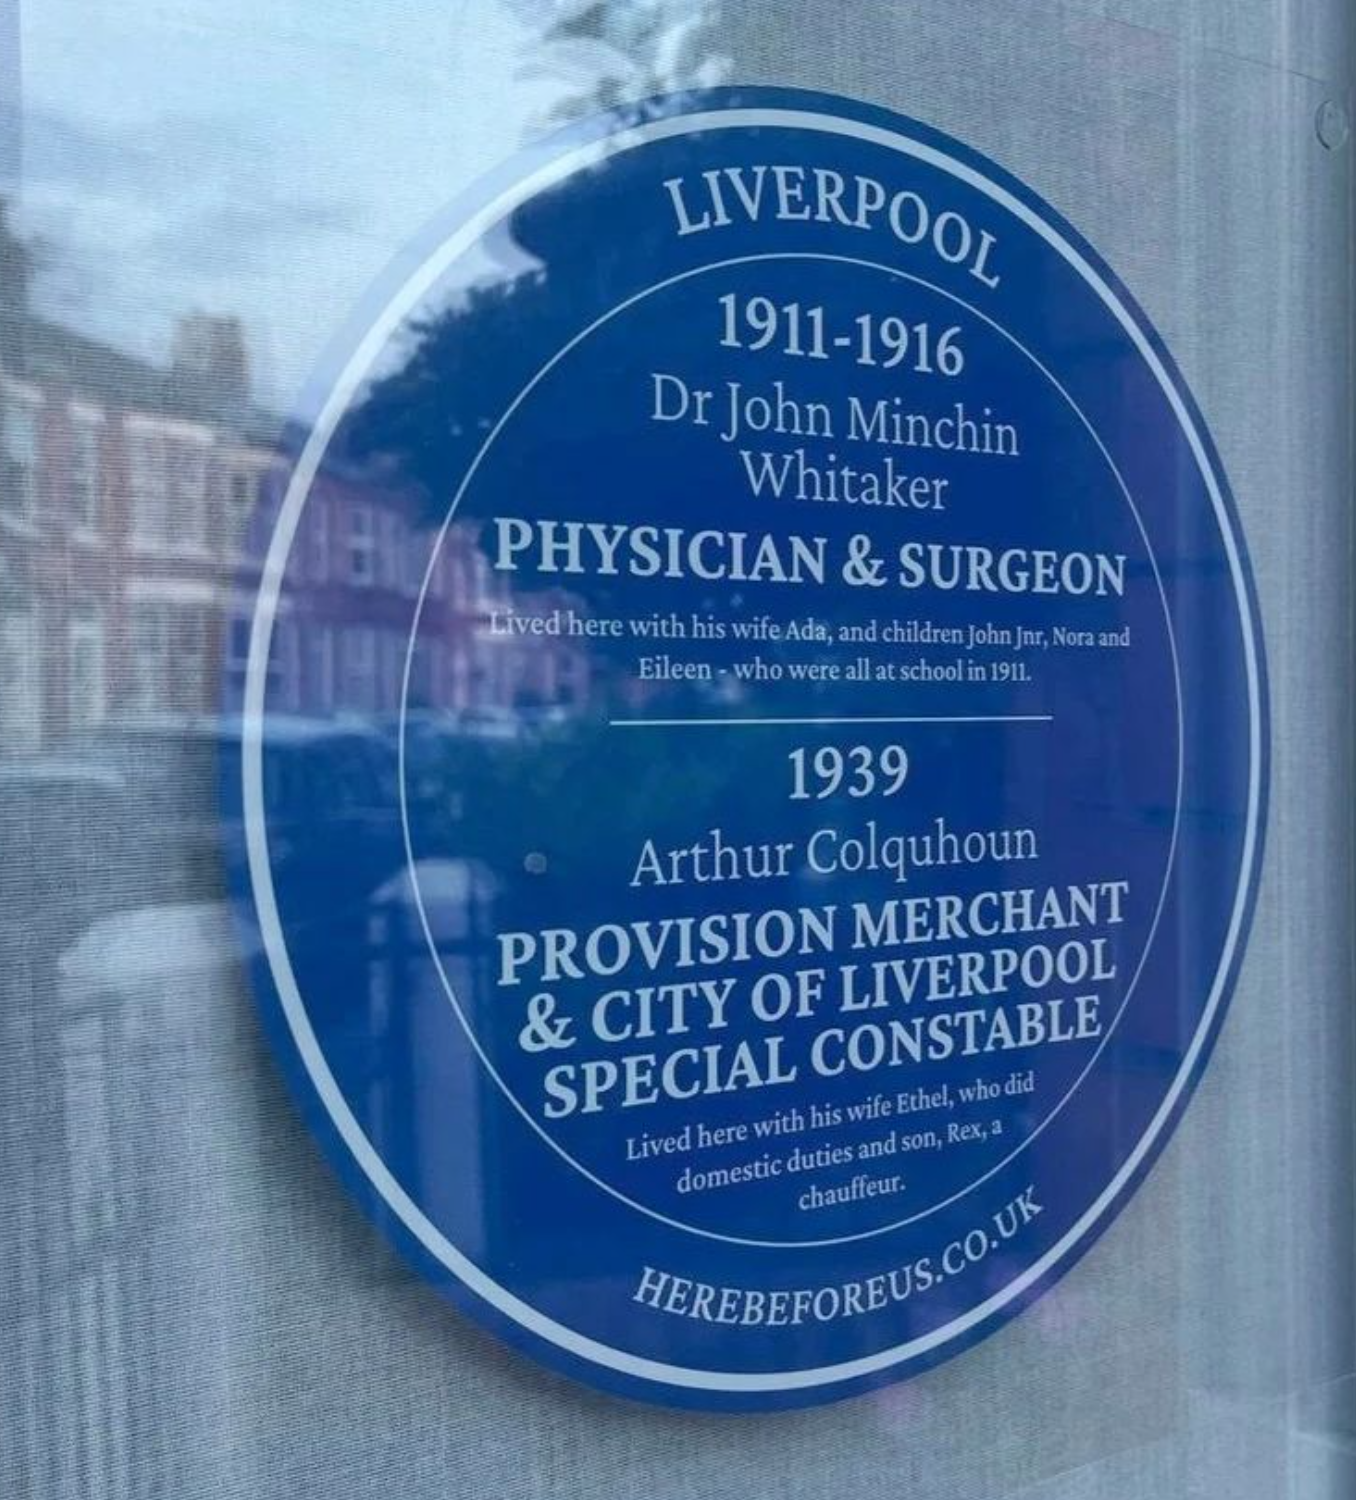 LIVERPOOL
1911-1916
Dr John Minchin
Whitaker
PHYSICIAN & SURGEON
Lived here with his wife Ada, and children John Jnr, Nora and
Eileen - who were all at school in 1911.
1939
Arthur Colquhoun
PROVISION MERCHANT
& CITY OF LIVERPOOL
SPECIAL CONSTABLE
Lived here with his wife Ethel, who did
domestic duties and son, Rex, a
chauffeur.
HEREBEFOREUS.CO.UK